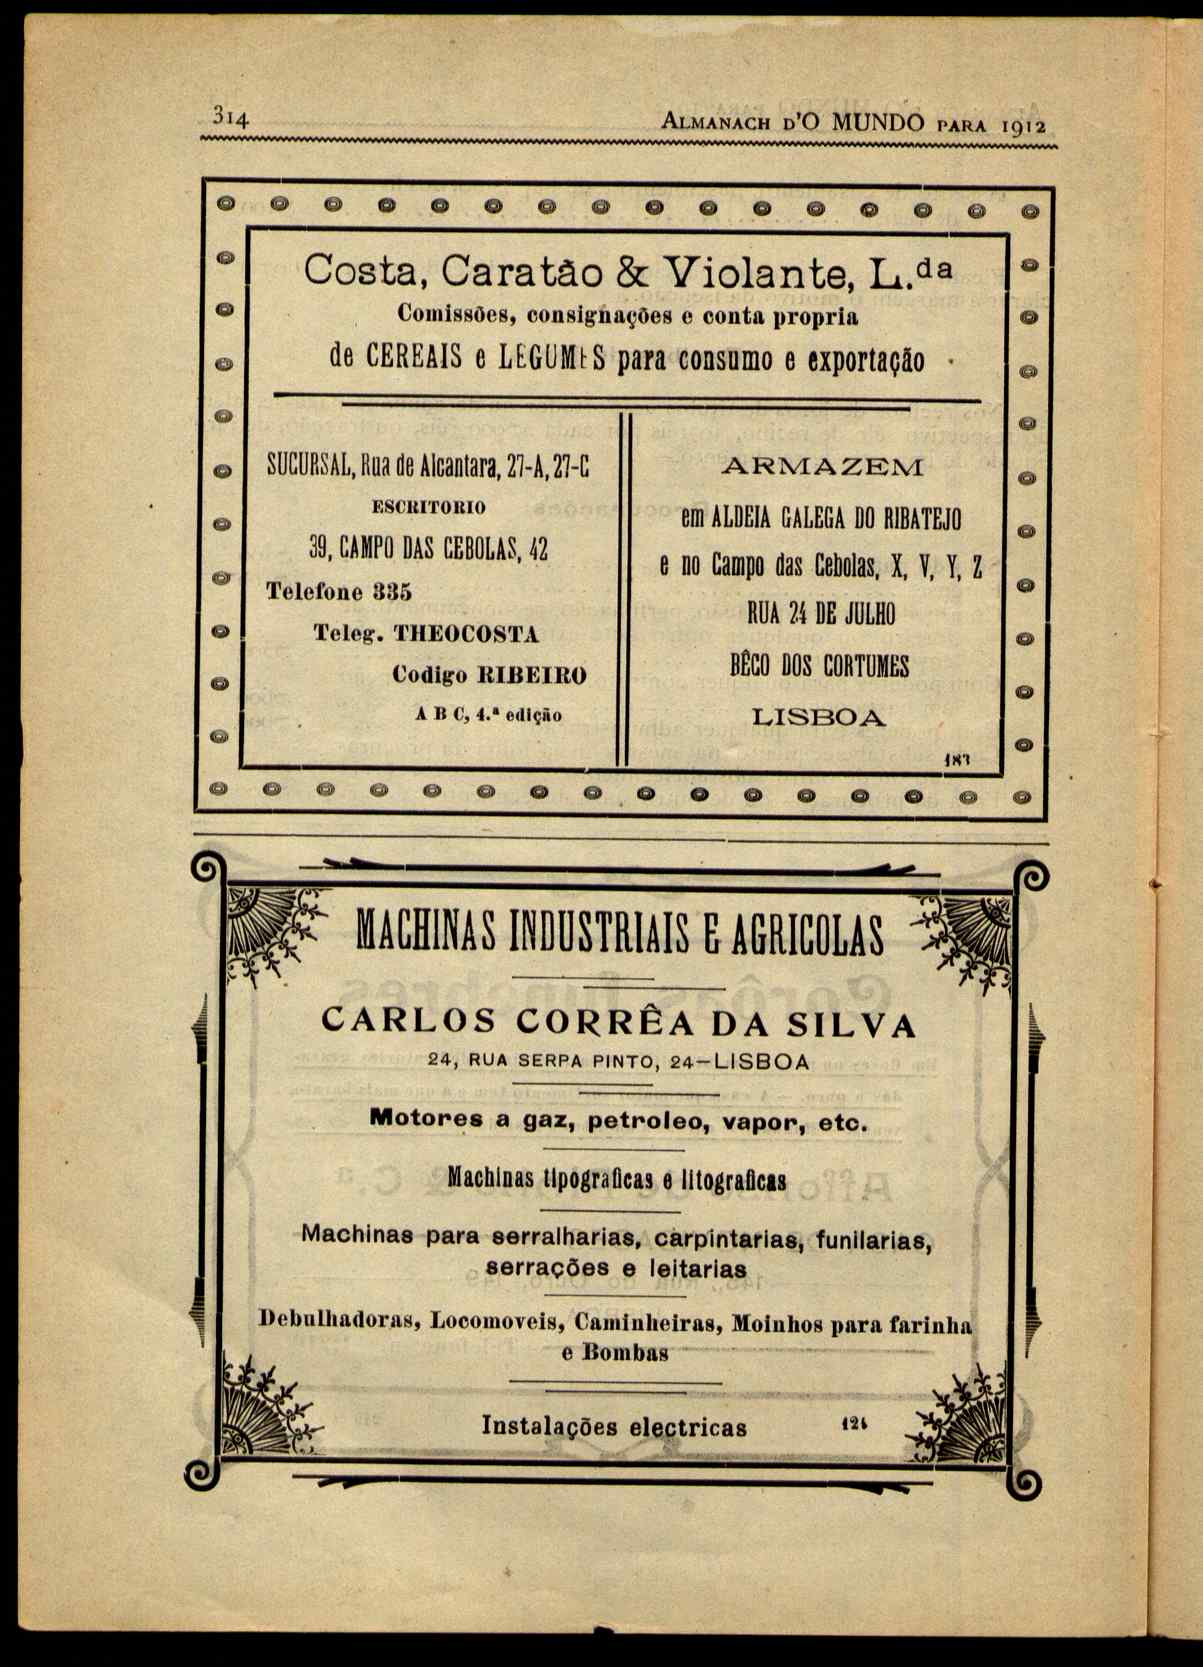 314
ALMANACH D'O MUNDO PARA 1912
Costa, Caratão & Violante, L.da
Comissões, consignações e conta propria
de CEREAIS e LEGUMES para consumo e exportação
SUCURSAL, Rua de Alcantara, 27-A, 27-C
ESCRITORIO
39, CAMPO DAS CEBOLAS, 42
Telefone 335
Teleg. THEOCOSTA
Codigo RIBEIRO
A B C, 4.ª edição
ARMAZEM
em ALDEIA GALEGA DO RIBATEJO
e no Campo das Cebolas, X, V, Y, Z
RUA 24 DE JULHO
BÊCO DOS CORTUMES
LISBOA
MACHINAS INDUSTRIAIS E AGRICOLAS
CARLOS CORRÊA DA SILVA
24, RUA SERPA PINTO, 24—LISBOA
Motores a gaz, petroleo, vapor, etc.
Machinas tipograficas e litograficas
Machinas para serralharias, carpintarias, funilarias,
serrações e leitarias
Debulhadoras, Locomoveis, Caminheiras, Moinhos para farinha
e Bombas
Instalações electricas